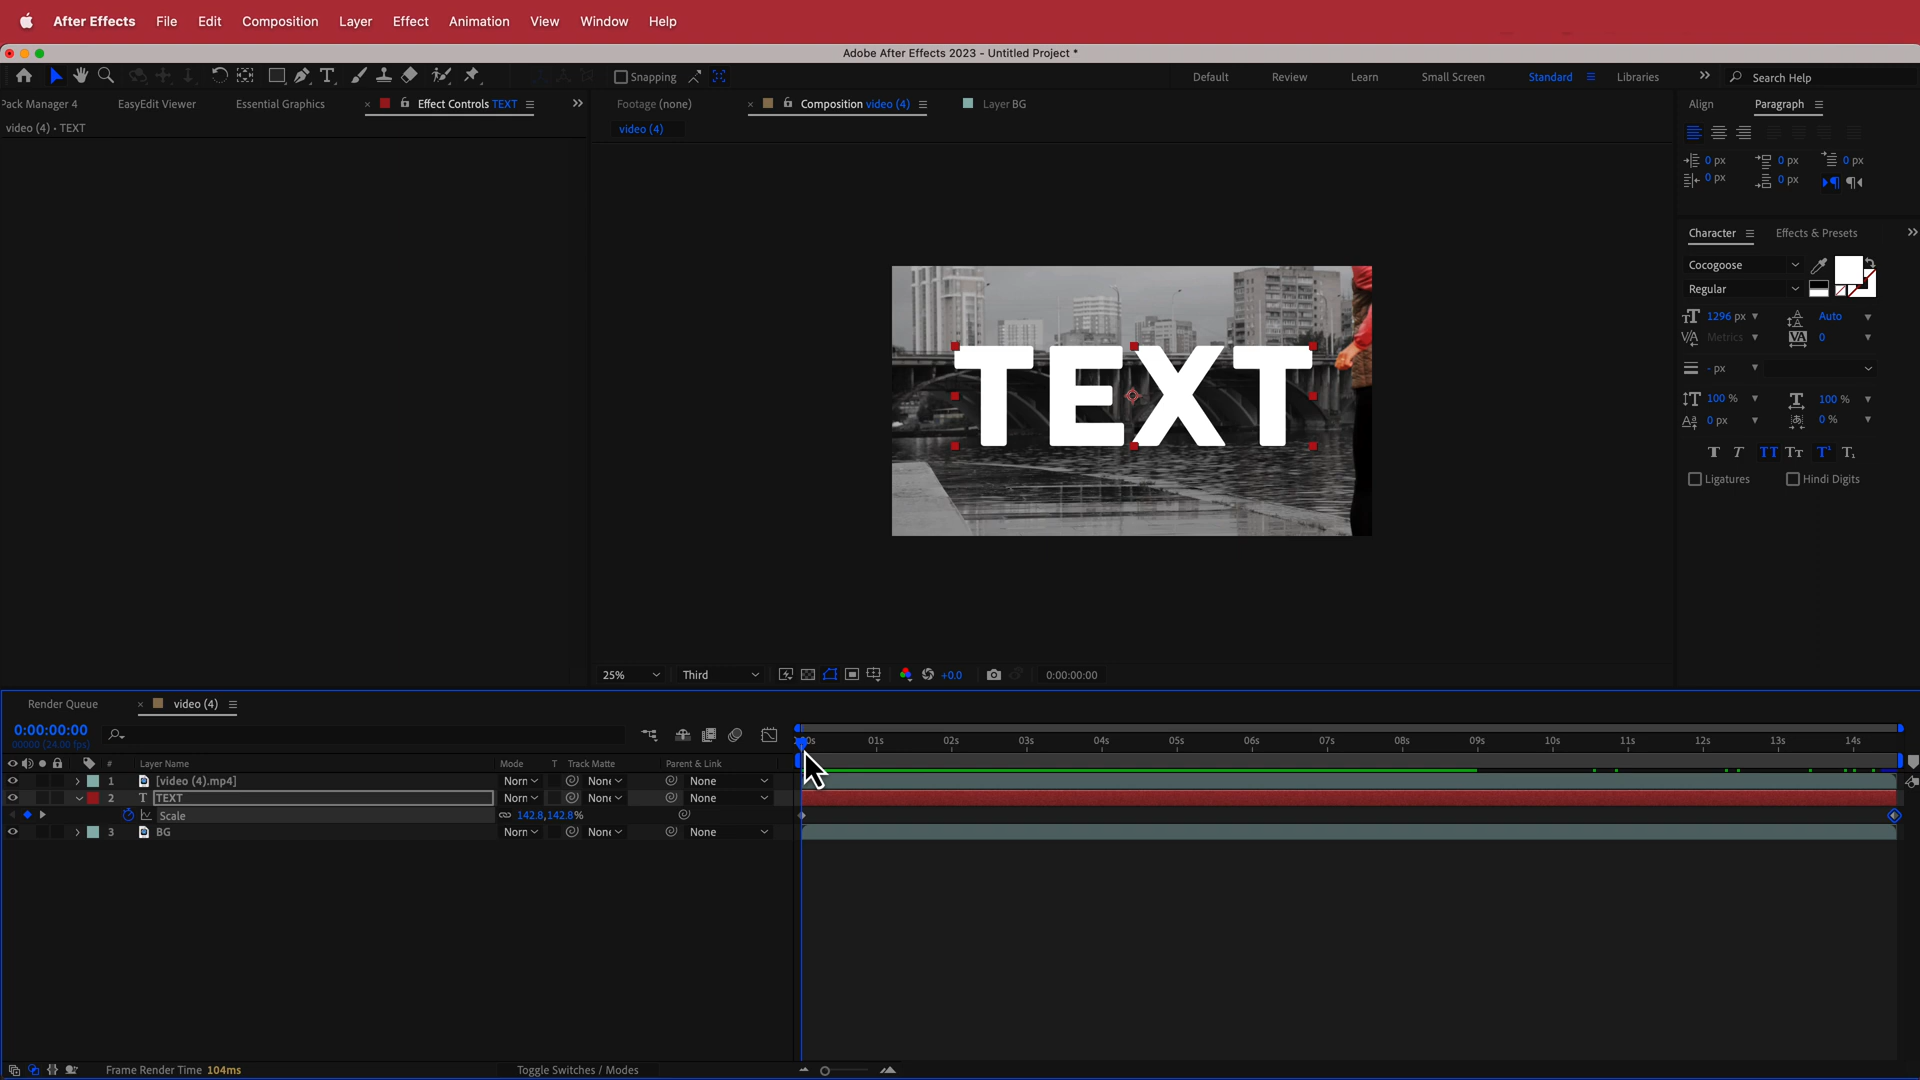 After Effects File Edit Composition Layer Effect Animation View Window Help
Adobe After Effects 2023 - Untitled Project *
Snapping Default Review Learn Small Screen Standard Libraries Search Help
Pack Manager 4 EasyEdit Viewer Essential Graphics Effect Controls TEXT Footage (none) Composition video (4) Layer BG Align Paragraph
video (4) • TEXT video (4)
0 px 0 px 0 px
0 px 0 px
Character Effects & Presets
Cocogoose
Regular
1296 px Auto
Metrics 0
- px
100 % 100 %
0 px 0 %
Ligatures Hindi Digits
TEXT
25% Third +0.0 0:00:00:00
Render Queue video (4)
0:00:00:00
00000 (24.00 fps)
01s 02s 03s 04s 05s 06s 07s 08s 09s 10s 11s 12s 13s 14s
# Layer Name Mode T Track Matte Parent & Link
1 [video (4).mp4] Norn None None
2 T TEXT Norn None None
Scale 142.8,142.8%
3 BG Norn None None
Frame Render Time 104ms Toggle Switches / Modes